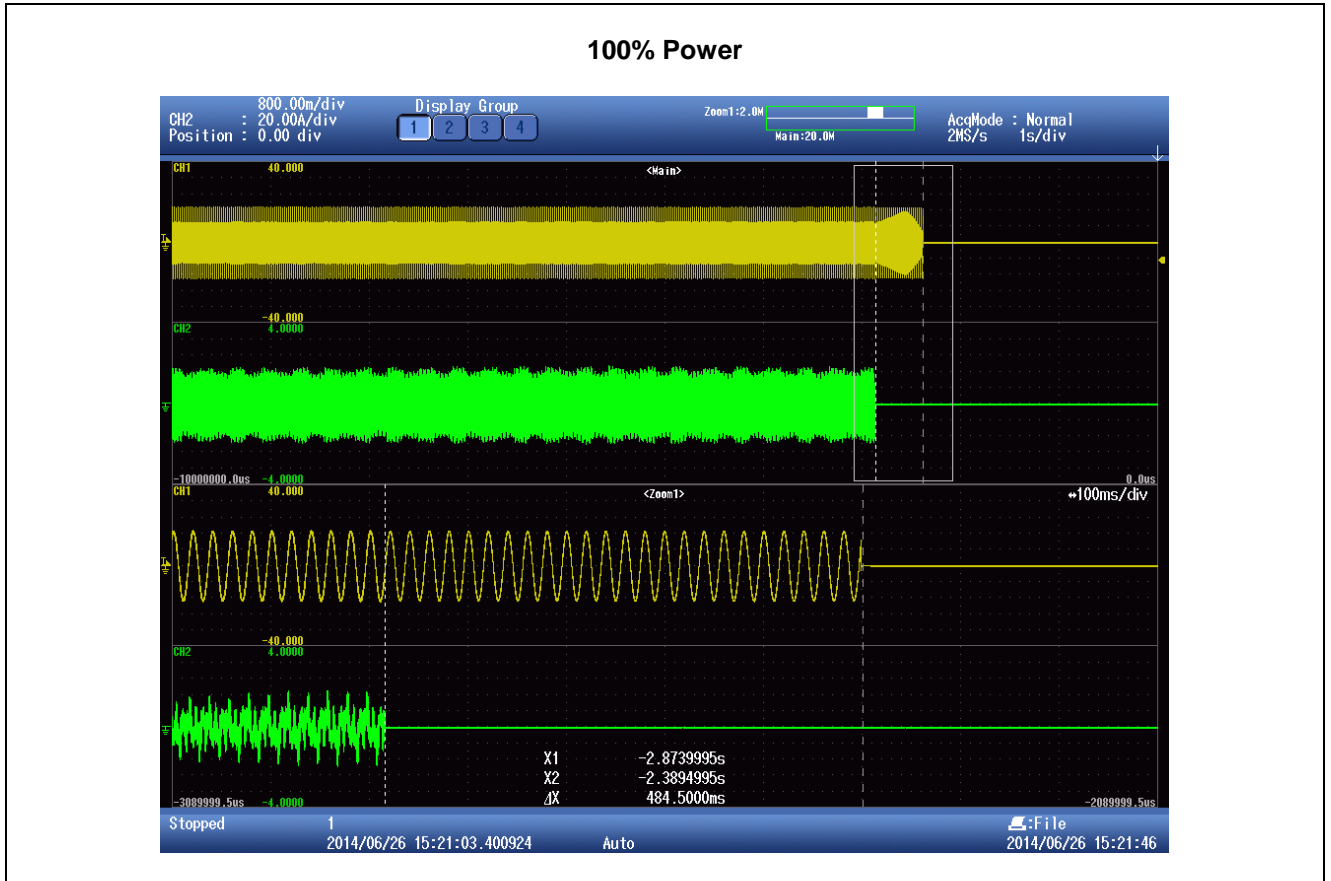 100% Power
800.00m/div
CH2 : 20.00A/div
Position : 0.00 div
Display Group
1 2 3 4
Zoom1:2.0M
Main:20.0M
AcqMode : Normal
2MS/s 1s/div
CH1 40.000
<Main>
-40.000
CH2 4.0000
-10000000.0us -4.0000
0.0us
CH1 40.000
<Zoom1>
↔100ms/div
-40.000
CH2 4.0000
X1 -2.8739995s
X2 -2.3894995s
⊿X 484.5000ms
-3089999.5us -4.0000
-2089999.5us
Stopped 1
:File
2014/06/26 15:21:03.400924 Auto
2014/06/26 15:21:46